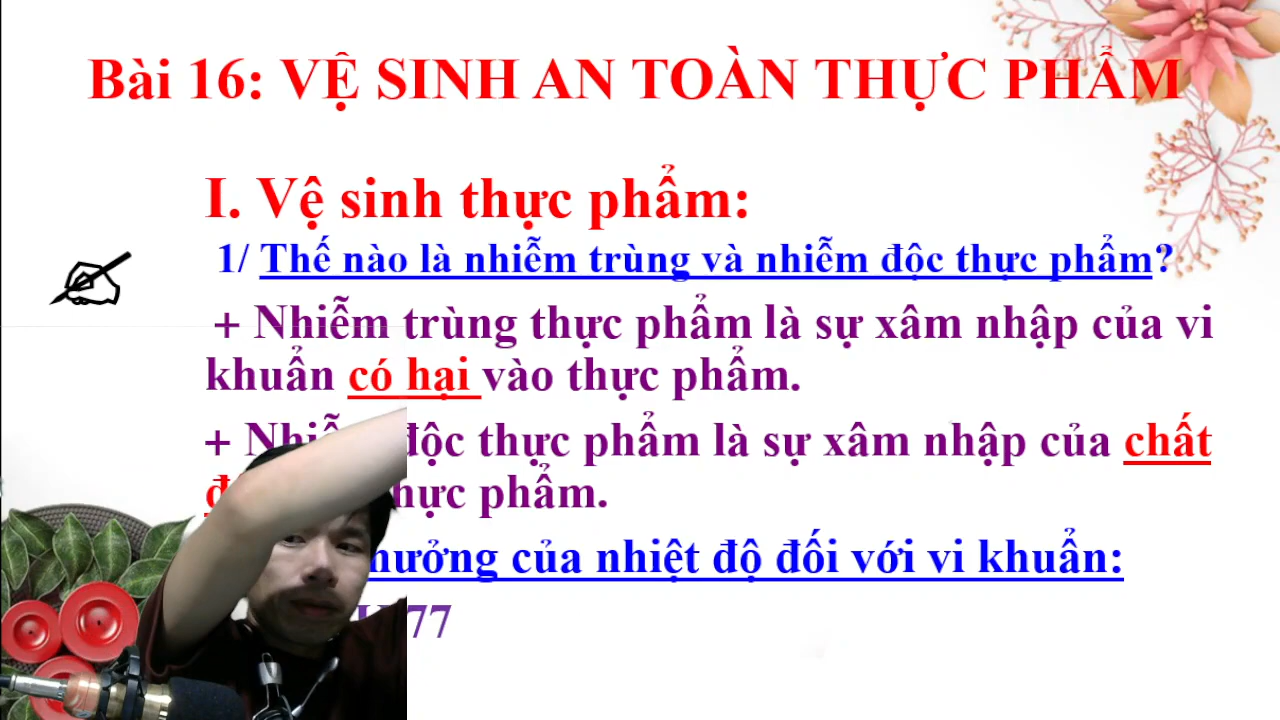 Bài 16: VỆ SINH AN TOÀN THỰC PHẨM
I. Vệ sinh thực phẩm:
1/ Thế nào là nhiễm trùng và nhiễm độc thực phẩm?
+ Nhiễm trùng thực phẩm là sự xâm nhập của vi
khuẩn có hại vào thực phẩm.
+ Nhiễm độc thực phẩm là sự xâm nhập của chất
thực phẩm.
hưởng của nhiệt độ đối với vi khuẩn:
77